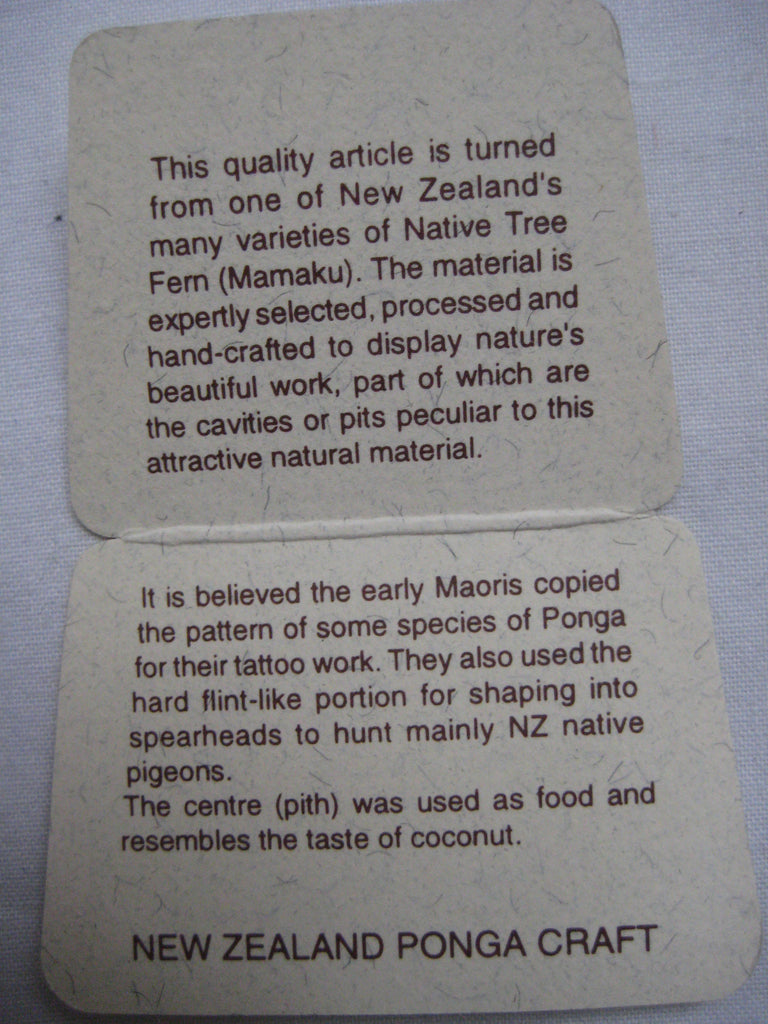 This quality article is turned
from one of New Zealand's
many varieties of Native Tree
Fern (Mamaku). The material is
expertly selected, processed and
hand-crafted to display nature's
beautiful work, part of which are
the cavities or pits peculiar to this
attractive natural material.
It is believed the early Maoris copied
the pattern of some species of Ponga
for their tattoo work. They also used the
hard flint-like portion for shaping into
spearheads to hunt mainly NZ native
pigeons.
The centre (pith) was used as food and
resembles the taste of coconut.
NEW ZEALAND PONGA CRAFT